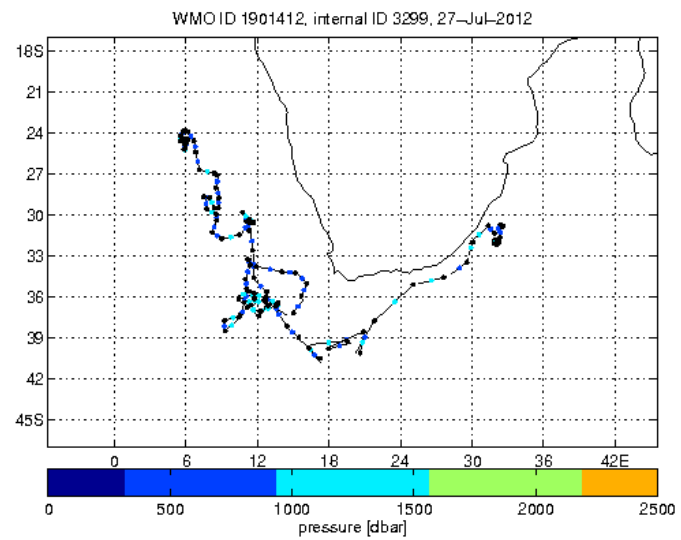 WMO ID 1901412, internal ID 3299, 27-Jul-2012
18S
21
24
27
30
33
36
39
42
45S
0 6 12 18 24 30 36 42E
0 500 1000 1500 2000 2500
pressure [dbar]